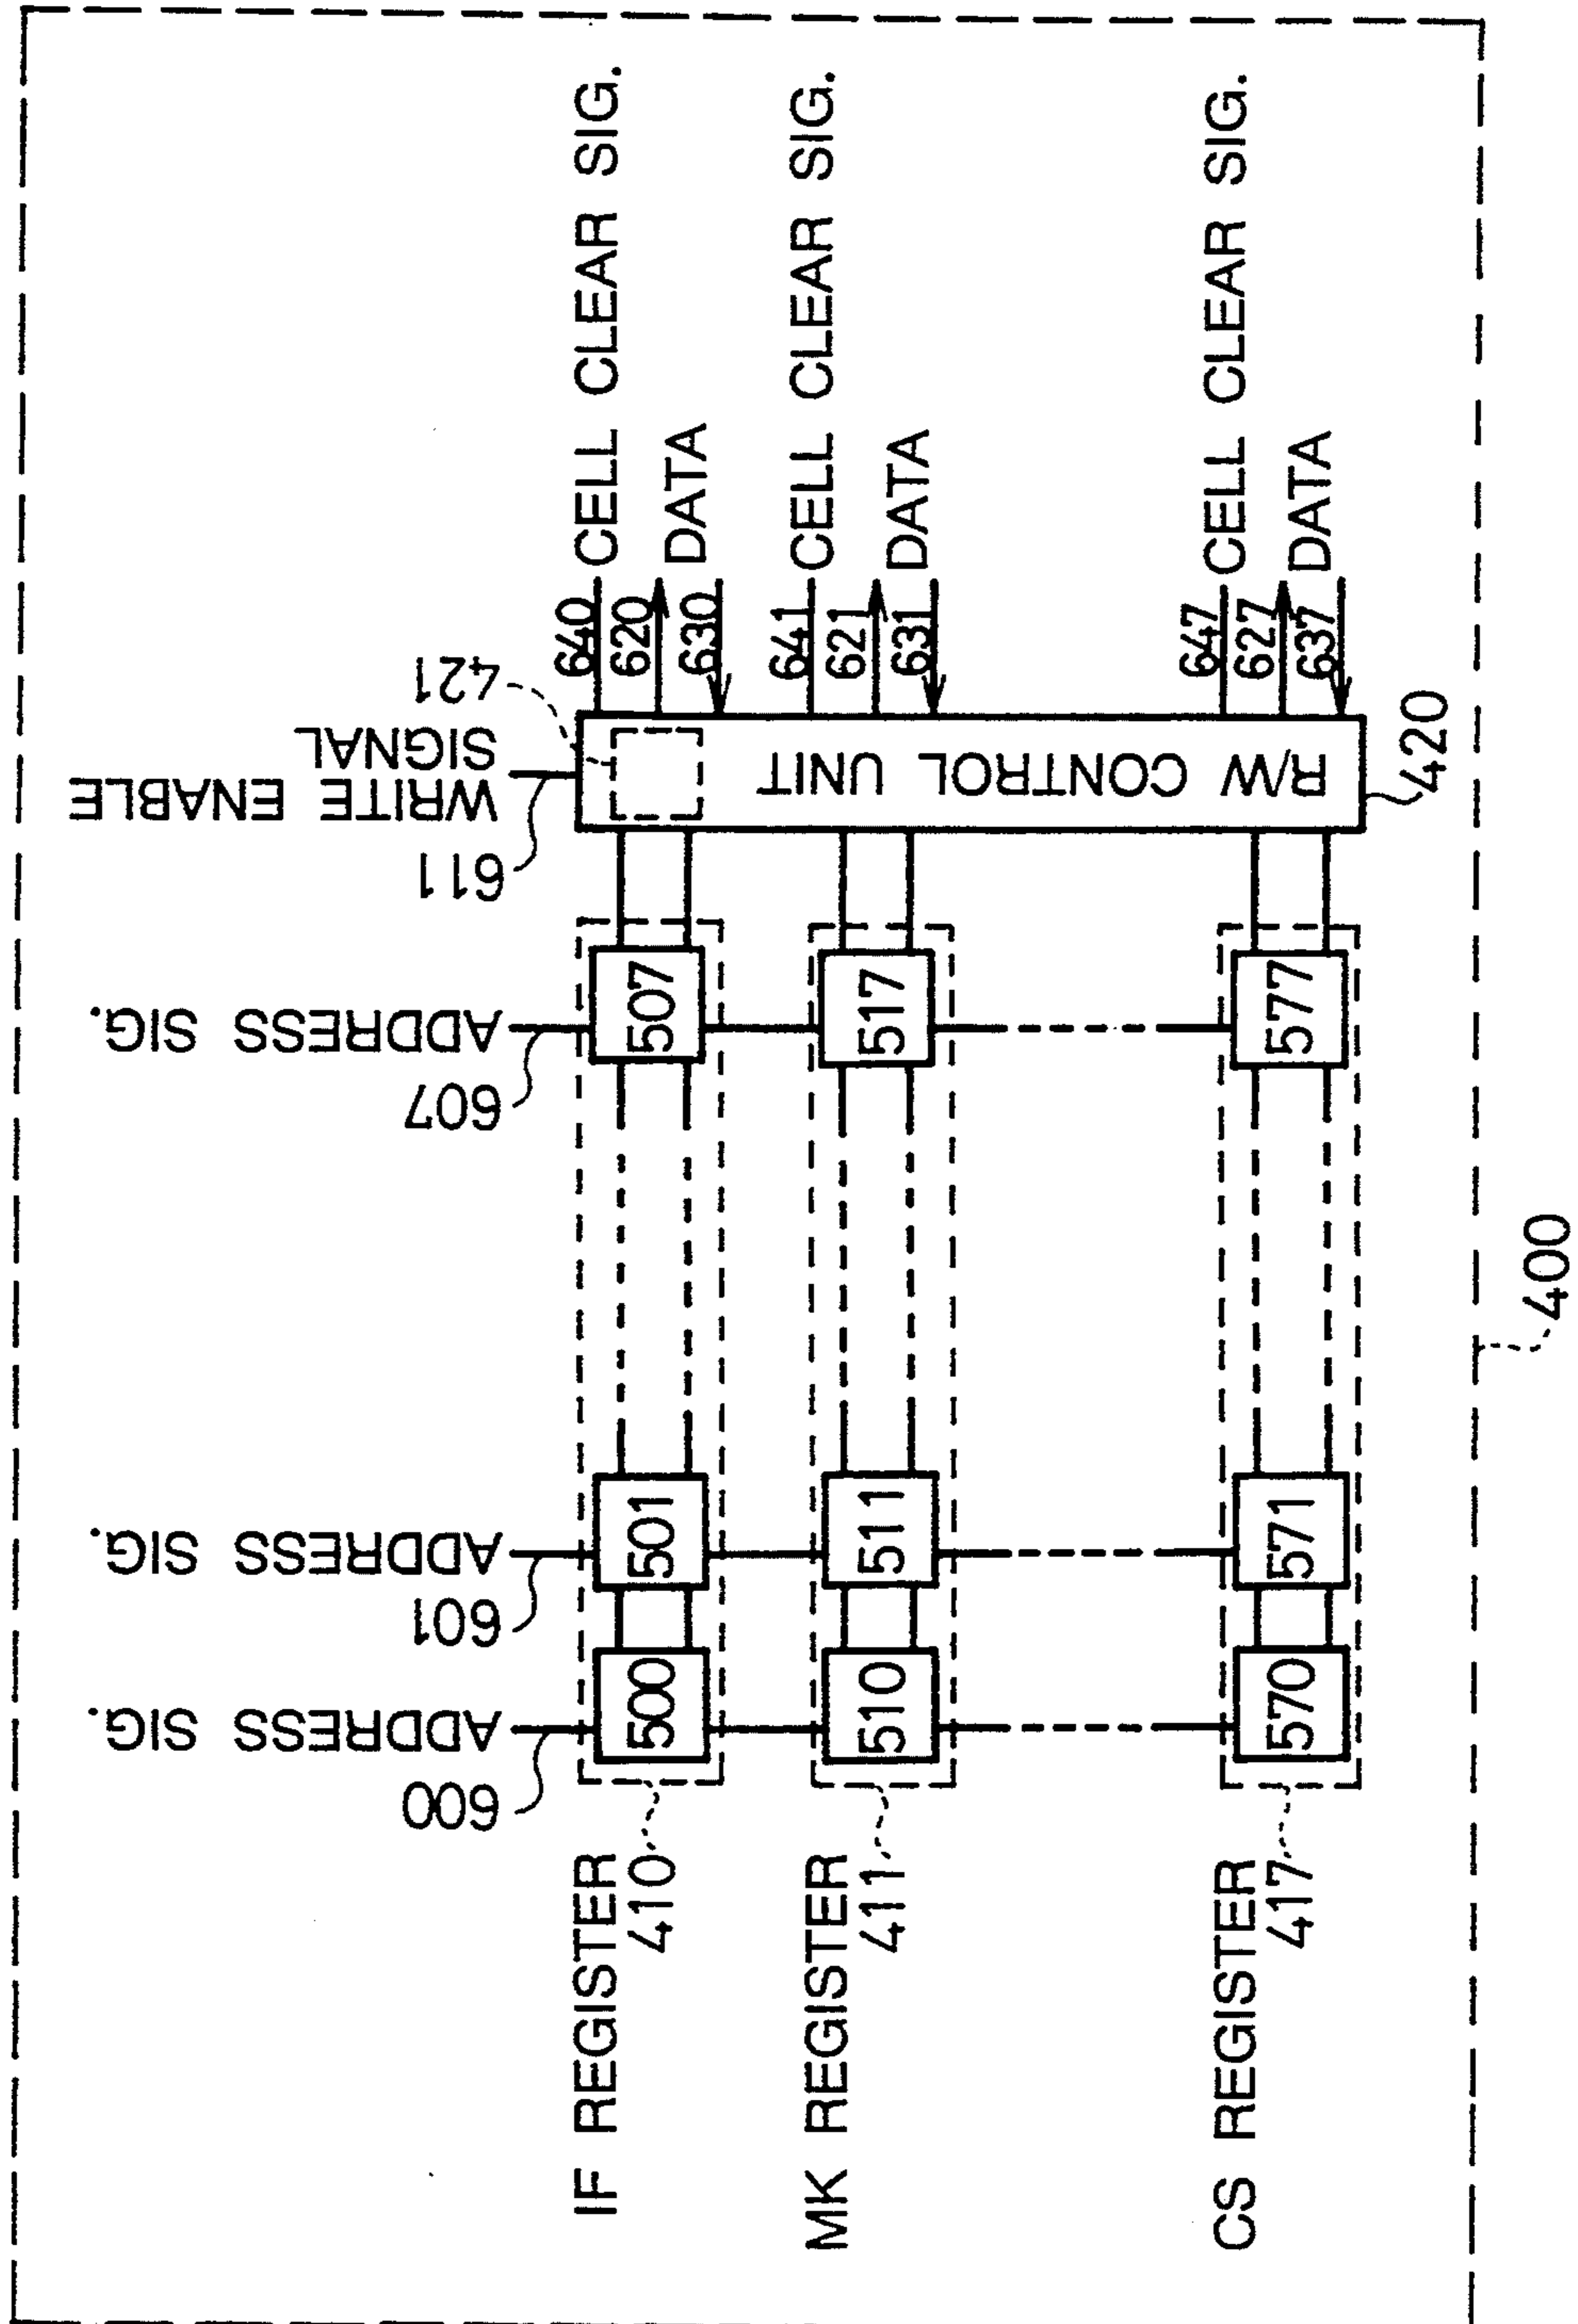 ADDRESS SIG.
600
ADDRESS SIG.
601
ADDRESS SIG.
607
WRITE ENABLE
SIGNAL
611
421
IF REGISTER
410
500
501
507
640
CELL CLEAR SIG.
620
DATA
630
MK REGISTER
411
510
511
517
641
CELL CLEAR SIG.
621
DATA
631
CS REGISTER
417
570
571
577
647
CELL CLEAR SIG.
627
DATA
637
R/W CONTROL UNIT
420
400